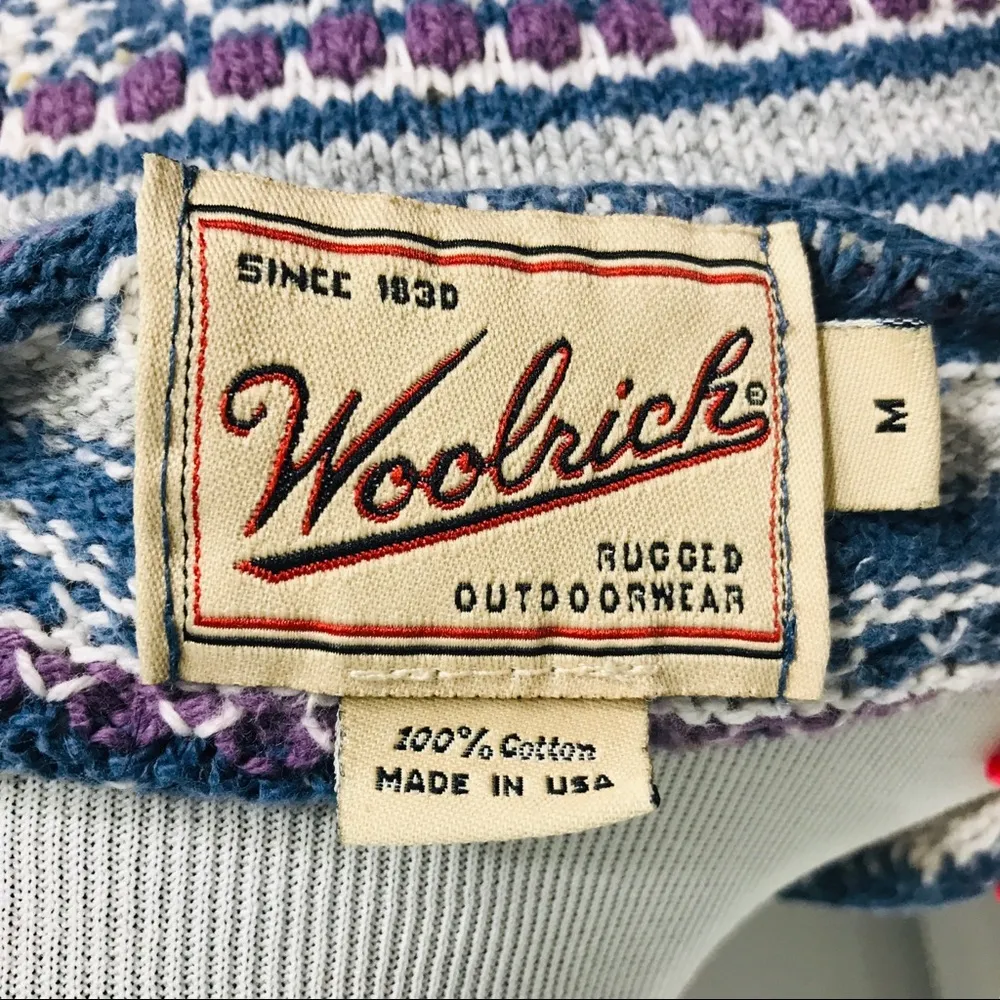 SINCE 1830
Woolrich®
M
RUGGED
OUTDOORWEAR
100% Cotton
MADE IN USA